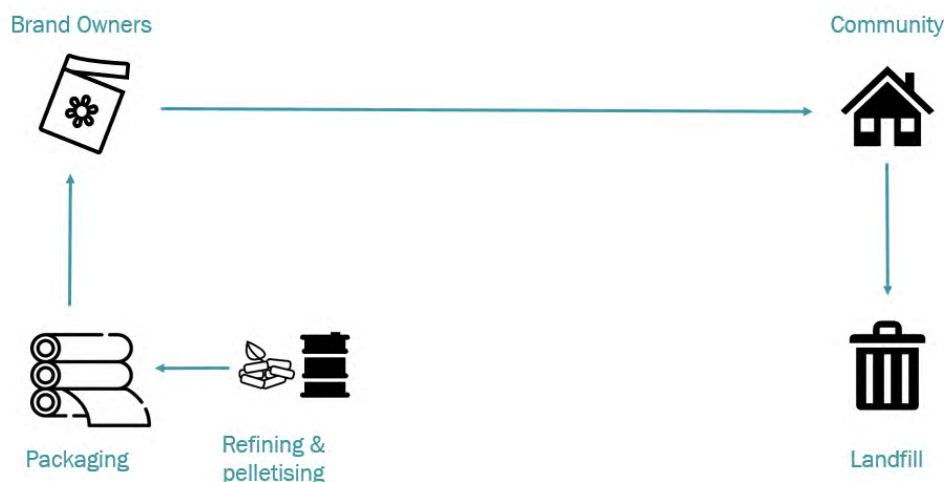 Brand Owners
Community
Packaging
Refining &
pelletising
Landfill